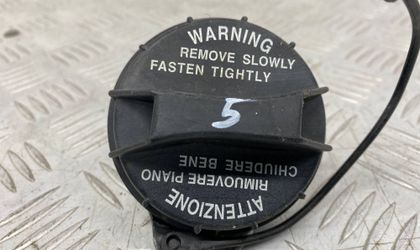 WARNING
REMOVE SLOWLY
FASTEN TIGHTLY
5
ATTENZIONE
RIMUOVERE PIANO
CHIUDERE BENE